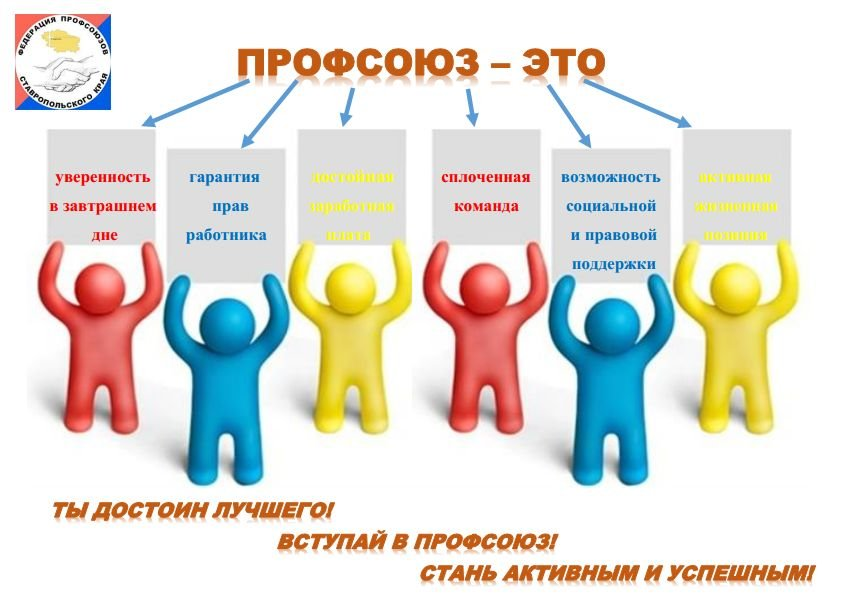 ФЕДЕРАЦИЯ ПРОФСОЮЗОВ
СТАВРОПОЛЬСКОГО КРАЯ
ПРОФСОЮЗ – ЭТО
уверенность
в завтрашнем
дне
гарантия
прав
работника
достойная
заработная
плата
сплоченная
команда
возможность
социальной
и правовой
поддержки
активная
жизненная
позиция
ТЫ ДОСТОИН ЛУЧШЕГО!
ВСТУПАЙ В ПРОФСОЮЗ!
СТАНЬ АКТИВНЫМ И УСПЕШНЫМ!